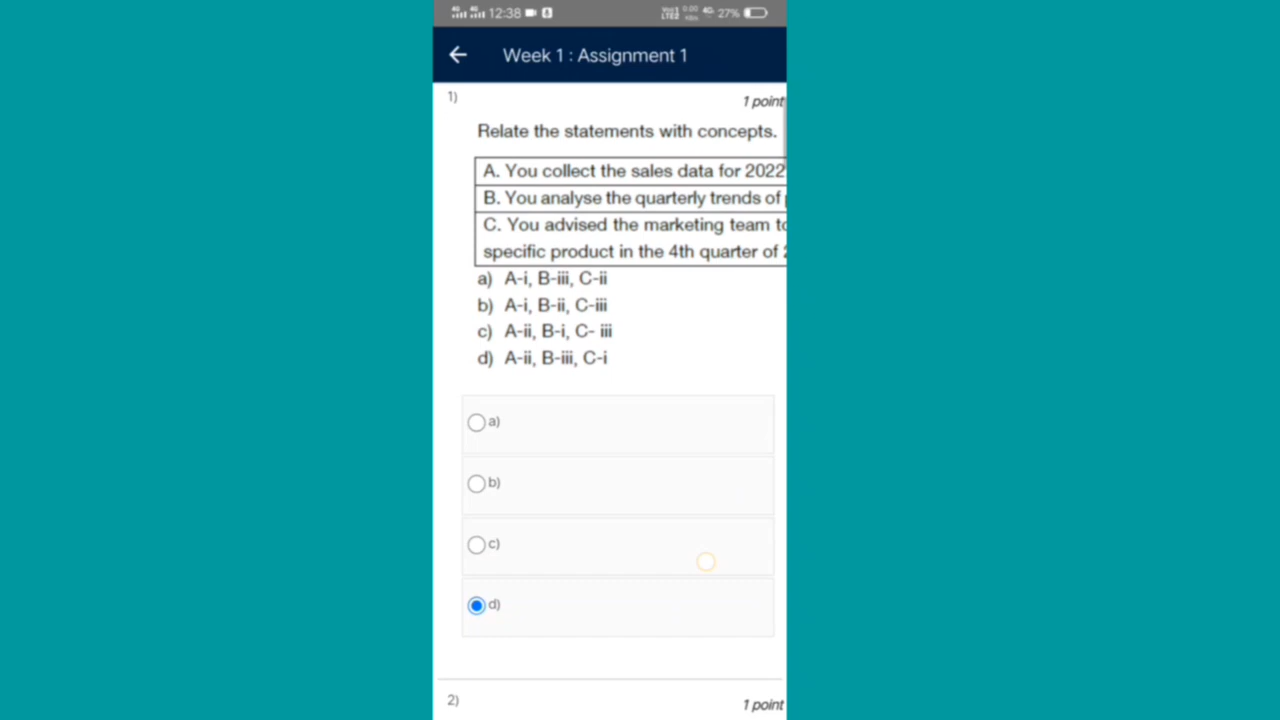 12:38
27%
Week 1 : Assignment 1
1)
1 point
Relate the statements with concepts.
A. You collect the sales data for 2022
B. You analyse the quarterly trends of
C. You advised the marketing team to
specific product in the 4th quarter of
a) A-i, B-iii, C-ii
b) A-i, B-ii, C-iii
c) A-ii, B-i, C- iii
d) A-ii, B-iii, C-i
a)
b)
c)
d)
2)
1 point